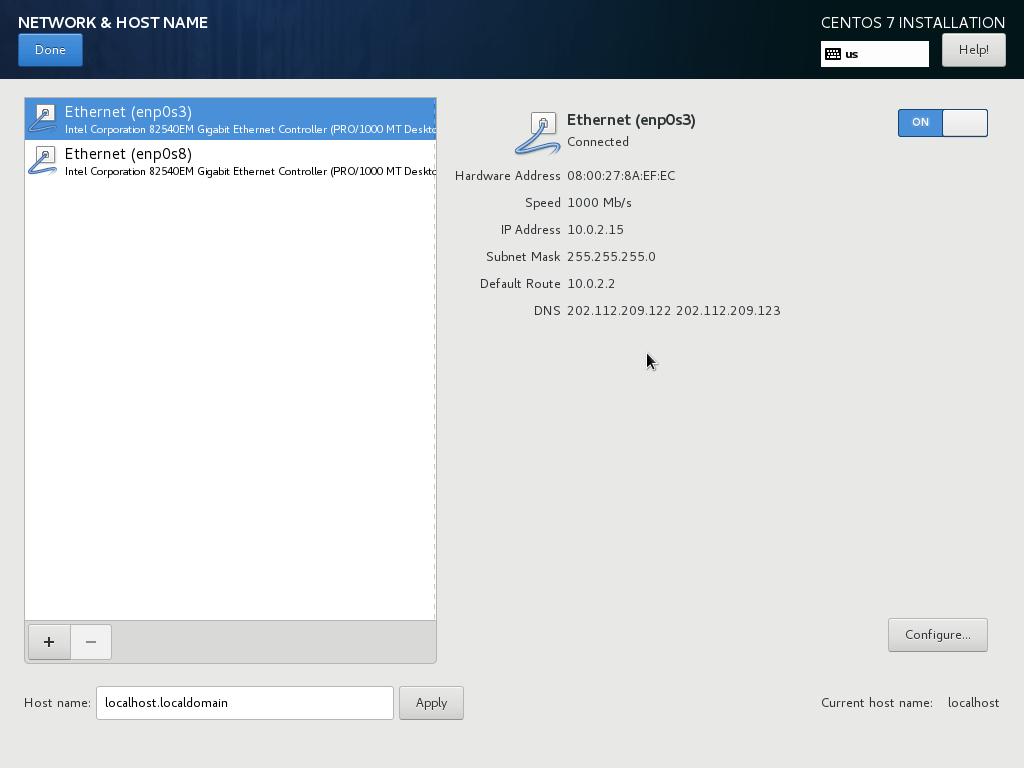 NETWORK & HOST NAME
CENTOS 7 INSTALLATION
Done
us
Help!
Ethernet (enp0s3)
Intel Corporation 82540EM Gigabit Ethernet Controller (PRO/1000 MT Deskto
Ethernet (enp0s8)
Intel Corporation 82540EM Gigabit Ethernet Controller (PRO/1000 MT Deskto
Ethernet (enp0s3)
Connected
ON
Hardware Address 08:00:27:8A:EF:EC
Speed 1000 Mb/s
IP Address 10.0.2.15
Subnet Mask 255.255.255.0
Default Route 10.0.2.2
DNS 202.112.209.122 202.112.209.123
+ −
Configure...
Host name: localhost.localdomain Apply
Current host name: localhost